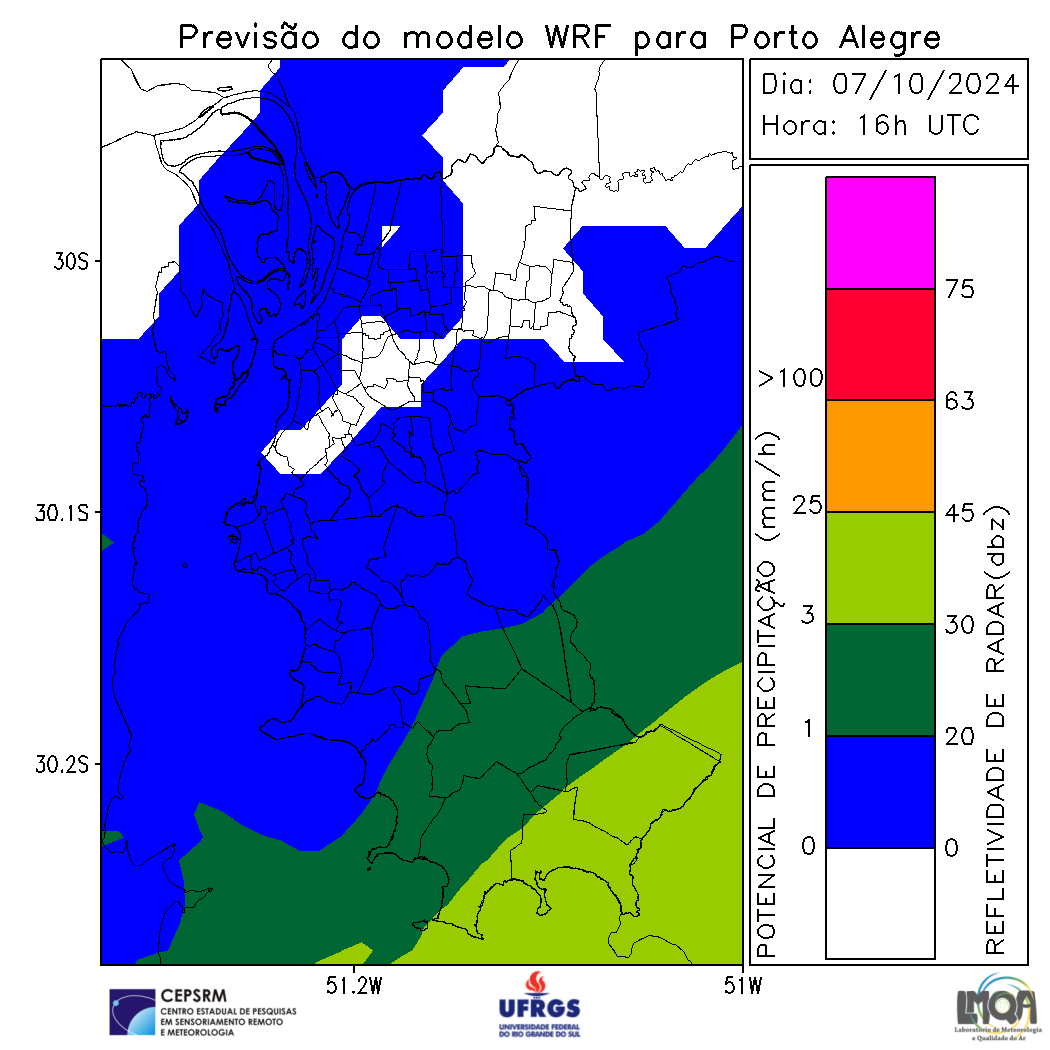 Previsão do modelo WRF para Porto Alegre
Dia: 07/10/2024
Hora: 16h UTC
30S
30.1S
30.2S
51.2W
51W
POTENCIAL DE PRECIPITAÇÃO (mm/h)
>100
25
3
1
0
75
63
45
30
20
0
REFLETIVIDADE DE RADAR(dbz)
CEPSRM
CENTRO ESTADUAL DE PESQUISAS
EM SENSORIAMENTO REMOTO
E METEOROLOGIA
UFRGS
UNIVERSIDADE FEDERAL
DO RIO GRANDE DO SUL
LMQA
Laboratório de Meteorologia
e Qualidade do Ar